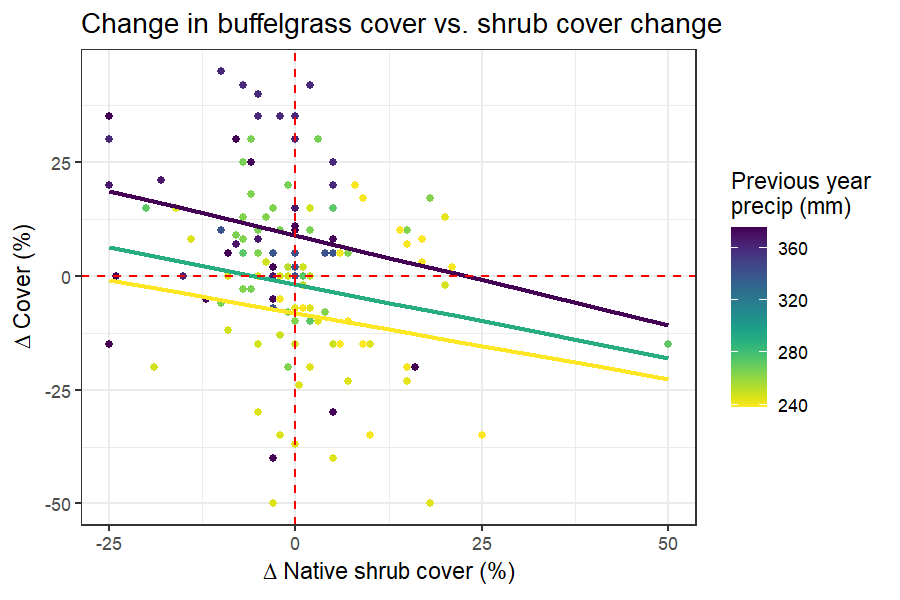 Change in buffelgrass cover vs. shrub cover change
Δ Cover (%)
25
0
-25
-50
-25
0
25
50
Δ Native shrub cover (%)
Previous year
precip (mm)
360
320
280
240